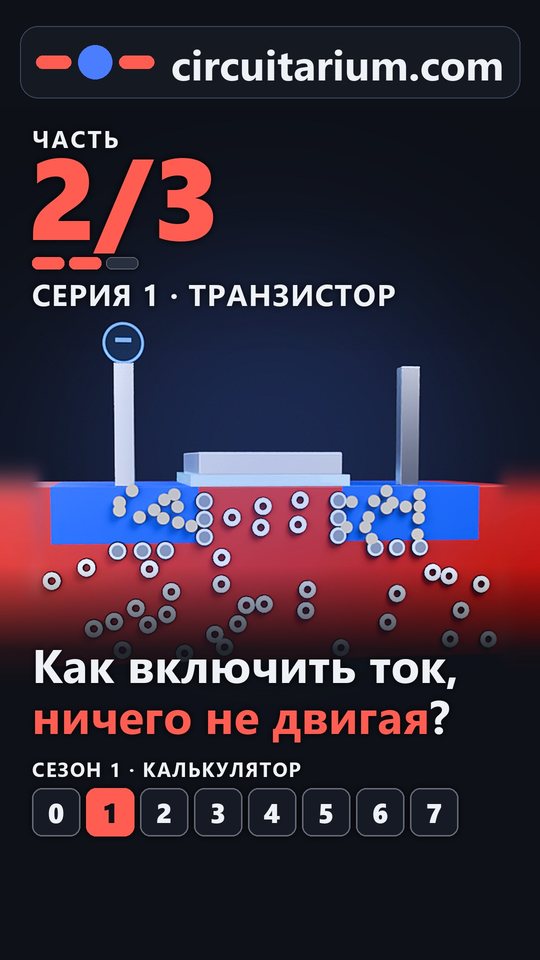 circuitarium.com
ЧАСТЬ
2/3
СЕРИЯ 1 · ТРАНЗИСТОР
−
Как включить ток,
ничего не двигая?
СЕЗОН 1 · КАЛЬКУЛЯТОР
0 1 2 3 4 5 6 7